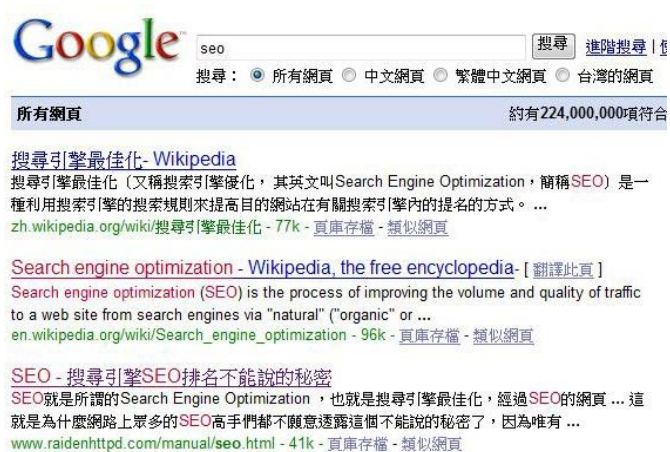 Google™
seo
搜尋
進階搜尋 |
搜尋： 所有網頁 中文網頁 繁體中文網頁 台灣的網頁
所有網頁 約有224,000,000項符合
搜尋引擎最佳化- Wikipedia
搜尋引擎最佳化〔又稱搜索引擎優化，其英文叫Search Engine Optimization，簡稱SEO〕是一
種利用搜索引擎的搜索規則來提高目的網站在有關搜索引擎內的提名的方式。 ...
zh.wikipedia.org/wiki/搜尋引擎最佳化 - 77k - 頁庫存檔 - 類似網頁
Search engine optimization - Wikipedia, the free encyclopedia- [ 翻譯此頁 ]
Search engine optimization (SEO) is the process of improving the volume and quality of traffic
to a web site from search engines via "natural" ("organic" or ...
en.wikipedia.org/wiki/Search_engine_optimization - 96k - 頁庫存檔 - 類似網頁
SEO - 搜尋引擎SEO排名不能說的秘密
SEO就是所謂的Search Engine Optimization ，也就是搜尋引擎最佳化，經過SEO的網頁 ... 這
就是為什麼網路上眾多的SEO高手們都不願意透露這個不能說的秘密了，因為唯有 ...
www.raidenhttpd.com/manual/seo.html - 41k - 頁庫存檔 - 類似網頁